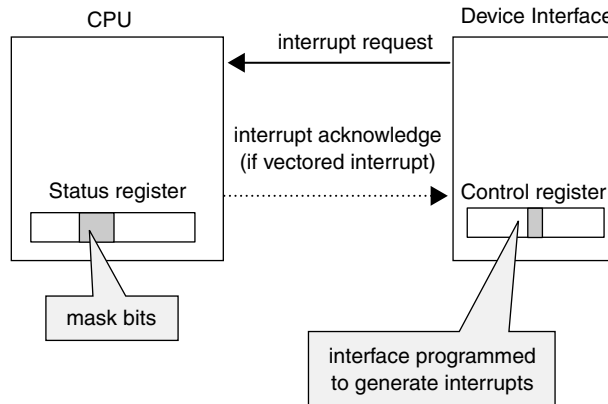 CPU
Device Interface
interrupt request
interrupt acknowledge
(if vectored interrupt)
Status register
Control register
mask bits
interface programmed
to generate interrupts